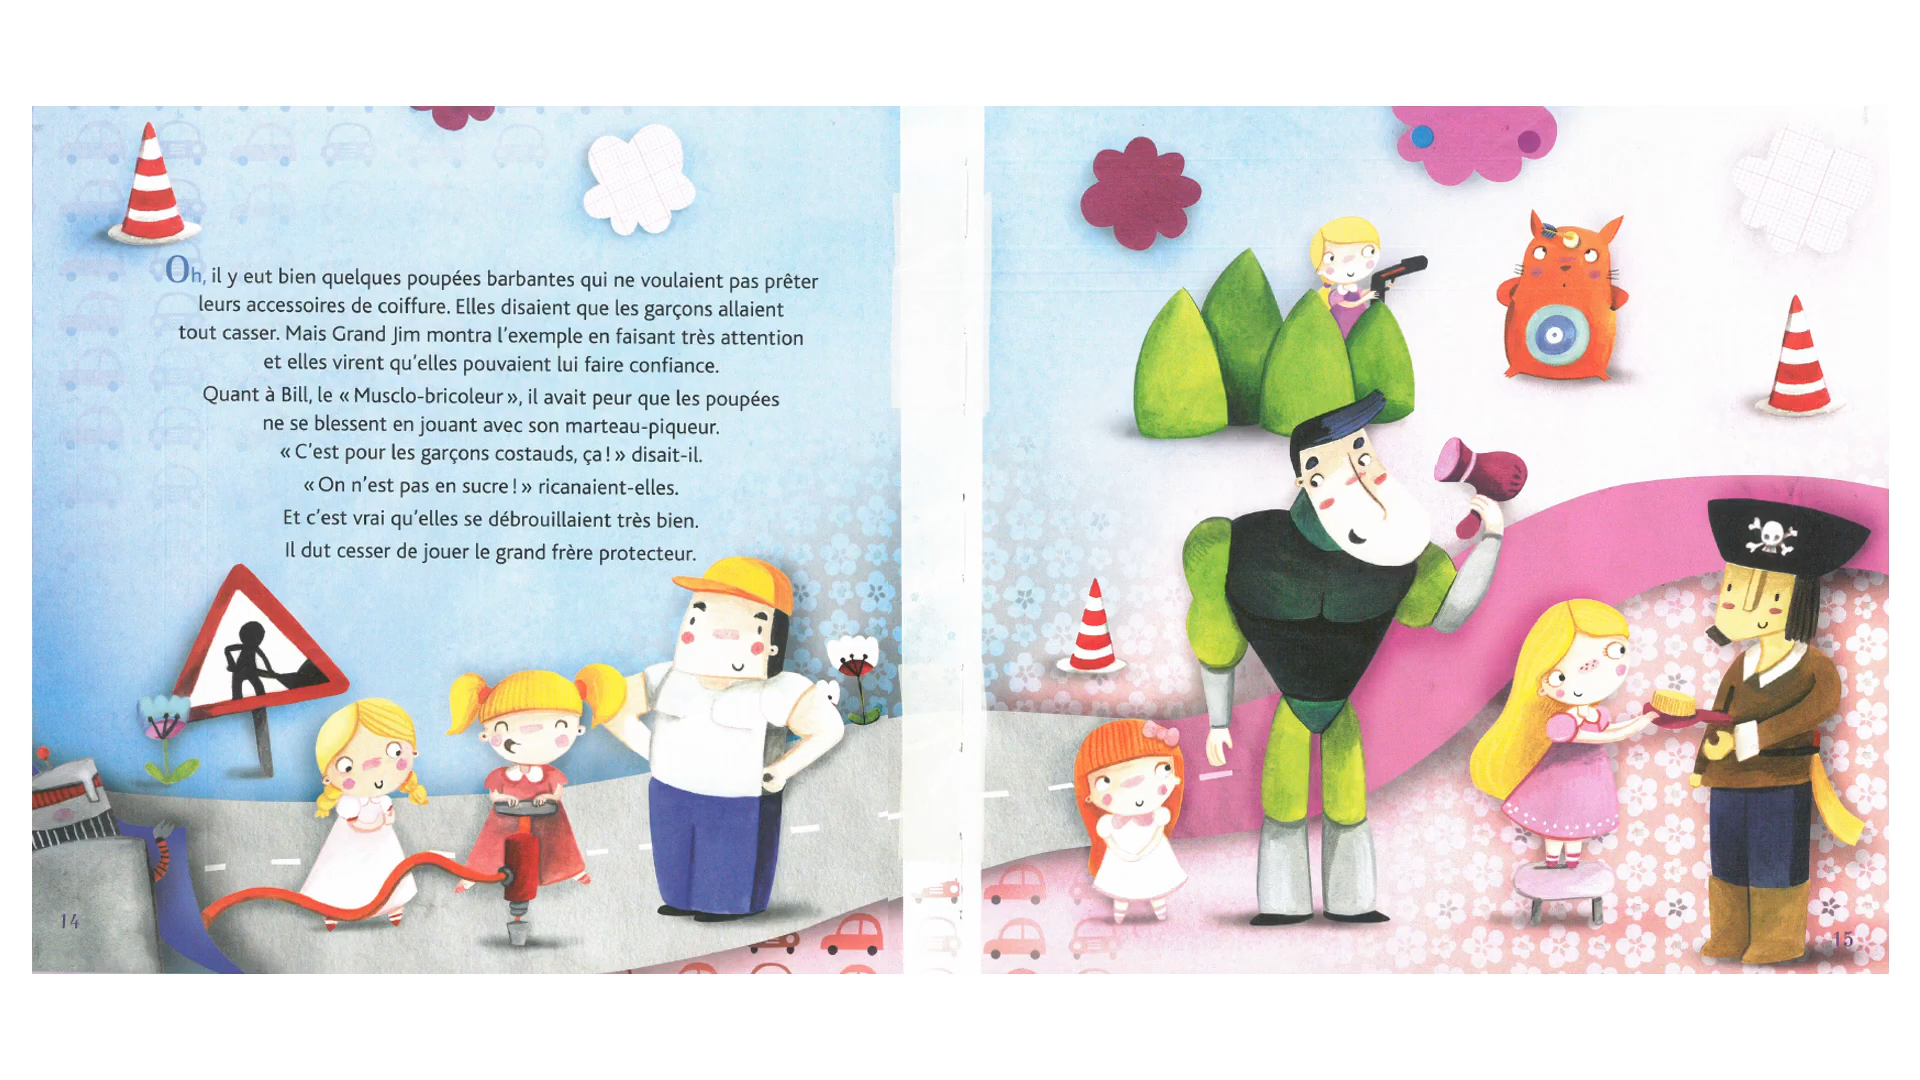 Oh, il y eut bien quelques poupées barbantes qui ne voulaient pas prêter
leurs accessoires de coiffure. Elles disaient que les garçons allaient
tout casser. Mais Grand Jim montra l'exemple en faisant très attention
et elles virent qu'elles pouvaient lui faire confiance.
Quant à Bill, le « Musclo-bricoleur », il avait peur que les poupées
ne se blessent en jouant avec son marteau-piqueur.
« C'est pour les garçons costauds, ça ! » disait-il.
« On n'est pas en sucre ! » ricanaient-elles.
Et c'est vrai qu'elles se débrouillaient très bien.
Il dut cesser de jouer le grand frère protecteur.
14
15